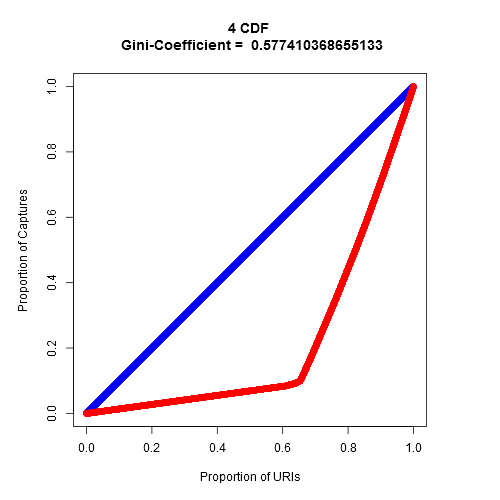 4 CDF
Gini-Coefficient = 0.577410368655133
Proportion of Captures
1.0
0.8
0.6
0.4
0.2
0.0
0.0 0.2 0.4 0.6 0.8 1.0
Proportion of URIs